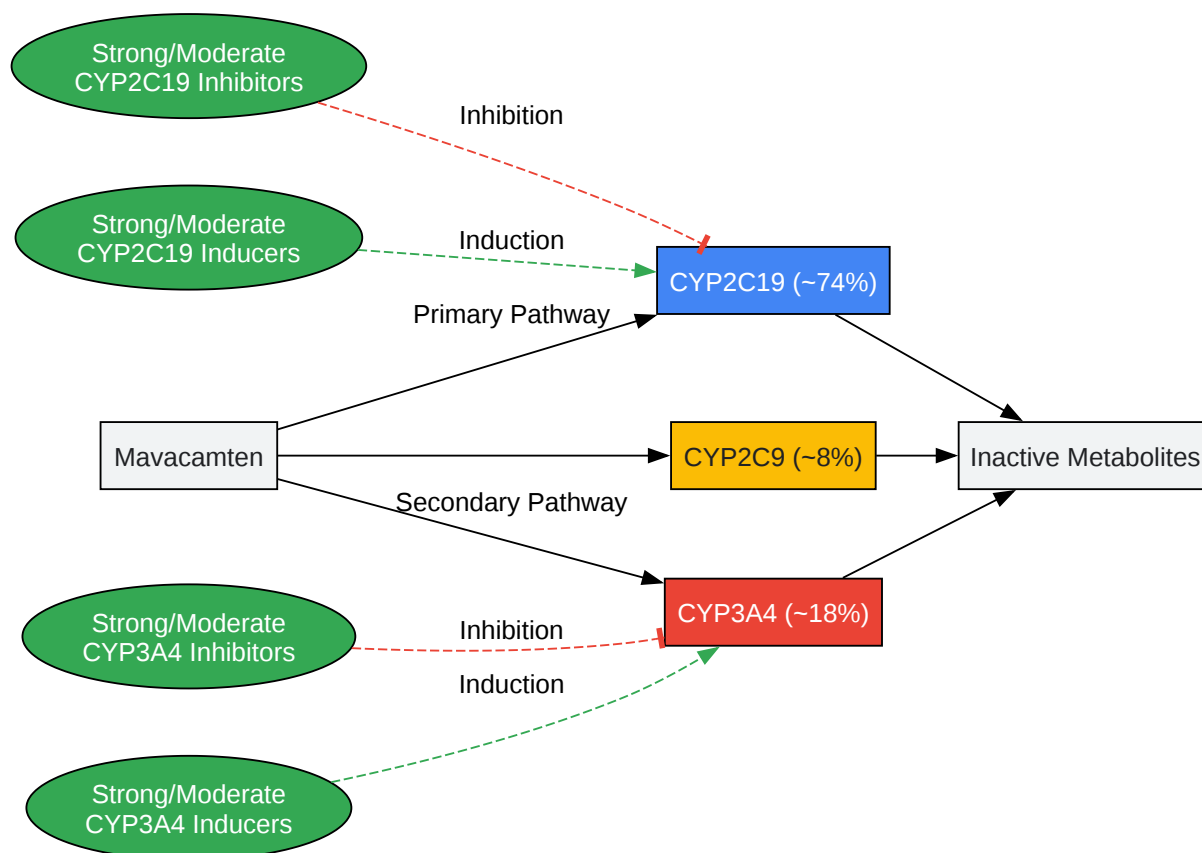 Strong/Moderate
CYP2C19 Inhibitors
Inhibition
Strong/Moderate
CYP2C19 Inducers
Induction
CYP2C19 (~74%)
Primary Pathway
Mavacamten
CYP2C9 (~8%)
Inactive Metabolites
Secondary Pathway
CYP3A4 (~18%)
Strong/Moderate
CYP3A4 Inhibitors
Inhibition
Induction
Strong/Moderate
CYP3A4 Inducers